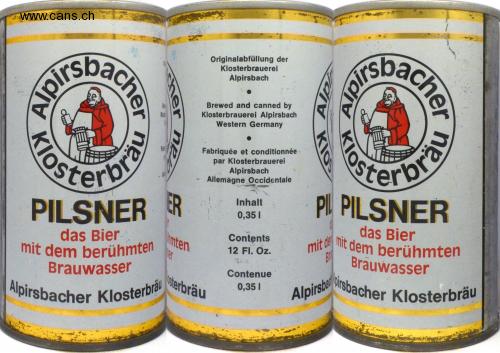 www.cans.ch
Alpirsbacher
Klosterbräu
PILSNER
das Bier
mit dem berühmten
Brauwasser
Alpirsbacher Klosterbräu
Originalabfüllung der
Klosterbrauerei
Alpirsbach
•
Brewed and canned by
Klosterbrauerei Alpirsbach
Western Germany
•
Fabriquée et conditionnée
par Klosterbrauerei
Alpirsbach
Allemagne Occidentale
Inhalt
0,35 l
Contents
12 Fl. Oz.
Contenue
0,35 l
Alpirsbacher
Klosterbräu
PILSNER
das Bier
mit dem berühmten
Brauwasser
Alpirsbacher Klosterbräu